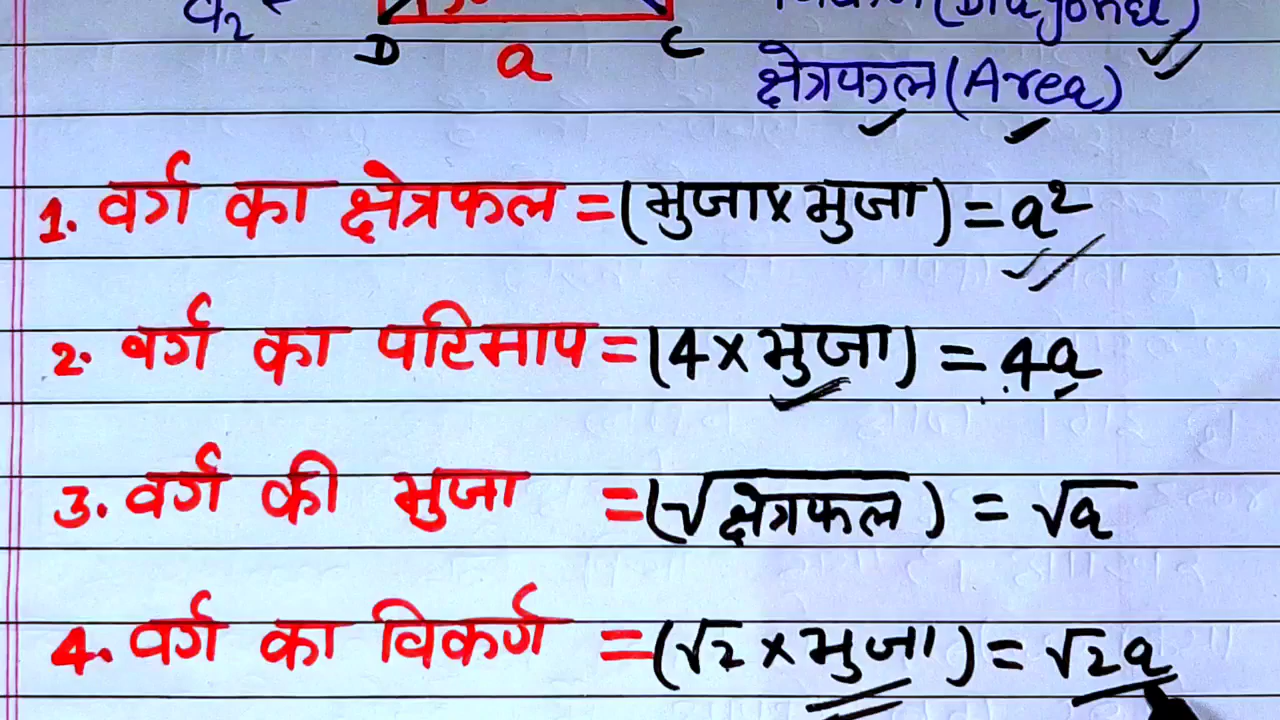 a
D
C
a
क्षेत्रफल (Area)
1. वर्ग का क्षेत्रफल = (भुजा × भुजा) = a²
2. वर्ग का परिमाप = (4 × भुजा) = 4a
3. वर्ग की भुजा = (√क्षेत्रफल) = √a
4. वर्ग का विकर्ण = (√2 × भुजा) = √2a